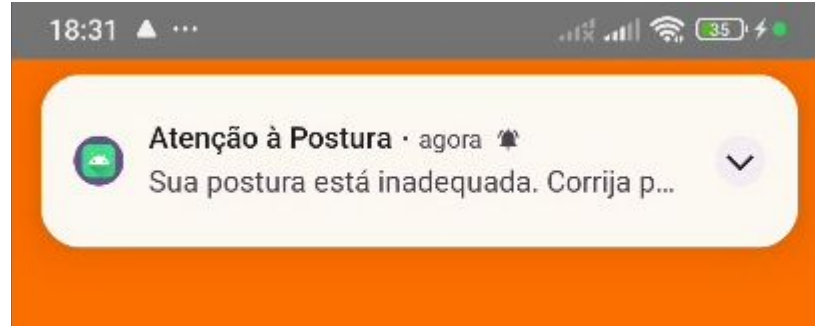 18:31 ...
35
Atenção à Postura · agora
Sua postura está inadequada. Corrija p...